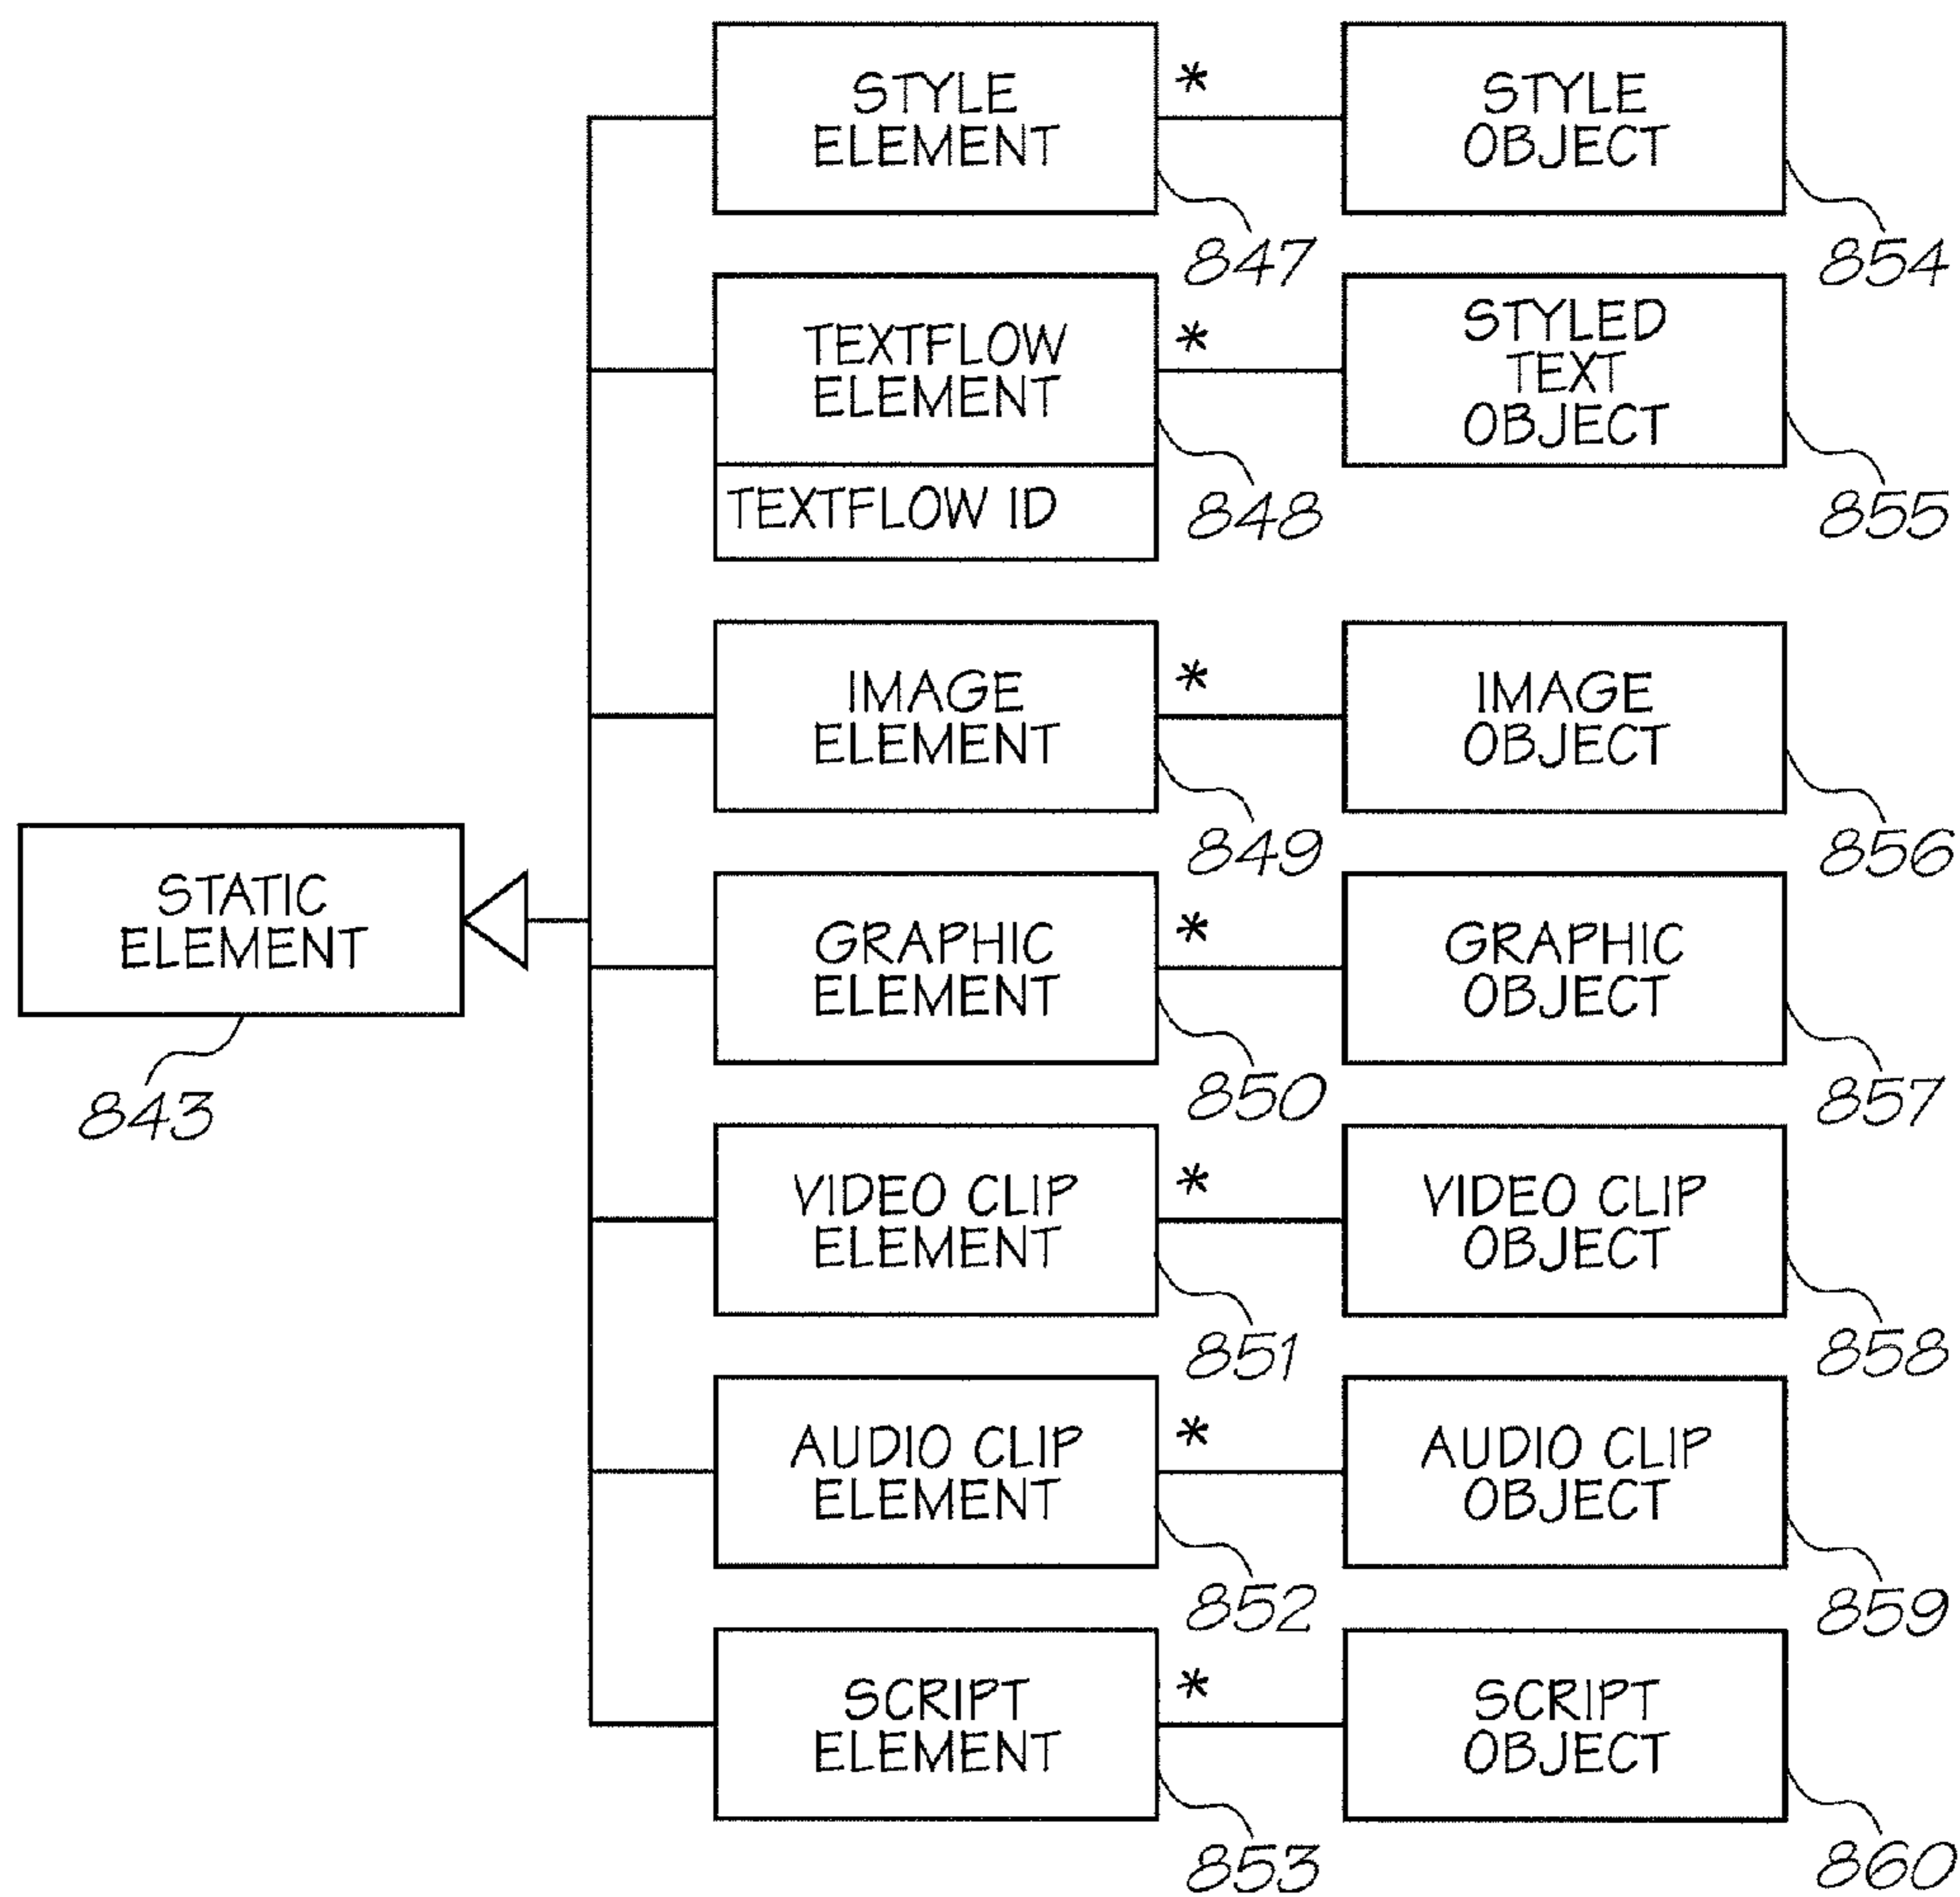 STYLE
ELEMENT
*
STYLE
OBJECT
847
854
TEXTFLOW
ELEMENT
*
STYLED
TEXT
OBJECT
TEXTFLOW ID
848
855
IMAGE
ELEMENT
*
IMAGE
OBJECT
849
856
STATIC
ELEMENT
843
GRAPHIC
ELEMENT
*
GRAPHIC
OBJECT
850
857
VIDEO CLIP
ELEMENT
*
VIDEO CLIP
OBJECT
851
858
AUDIO CLIP
ELEMENT
*
AUDIO CLIP
OBJECT
852
859
SCRIPT
ELEMENT
*
SCRIPT
OBJECT
853
860